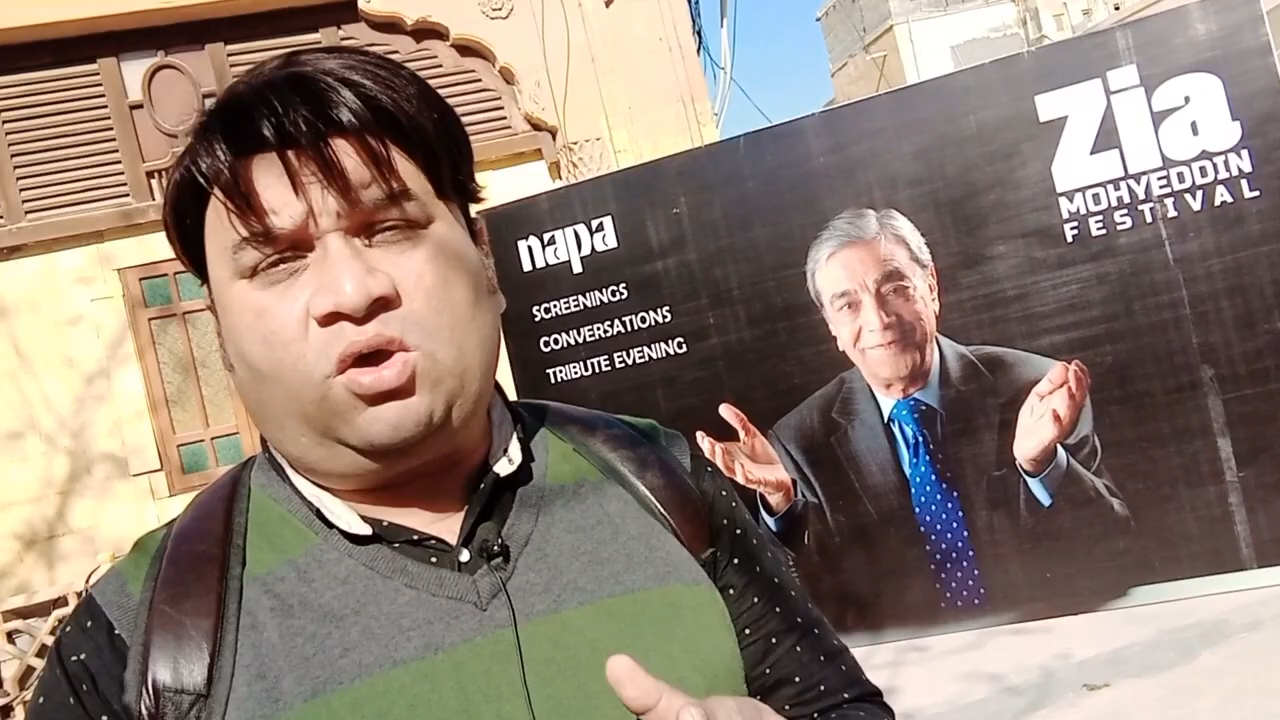 napa
SCREENINGS
CONVERSATIONS
TRIBUTE EVENING
Zia
MOHYEDDIN
FESTIVAL